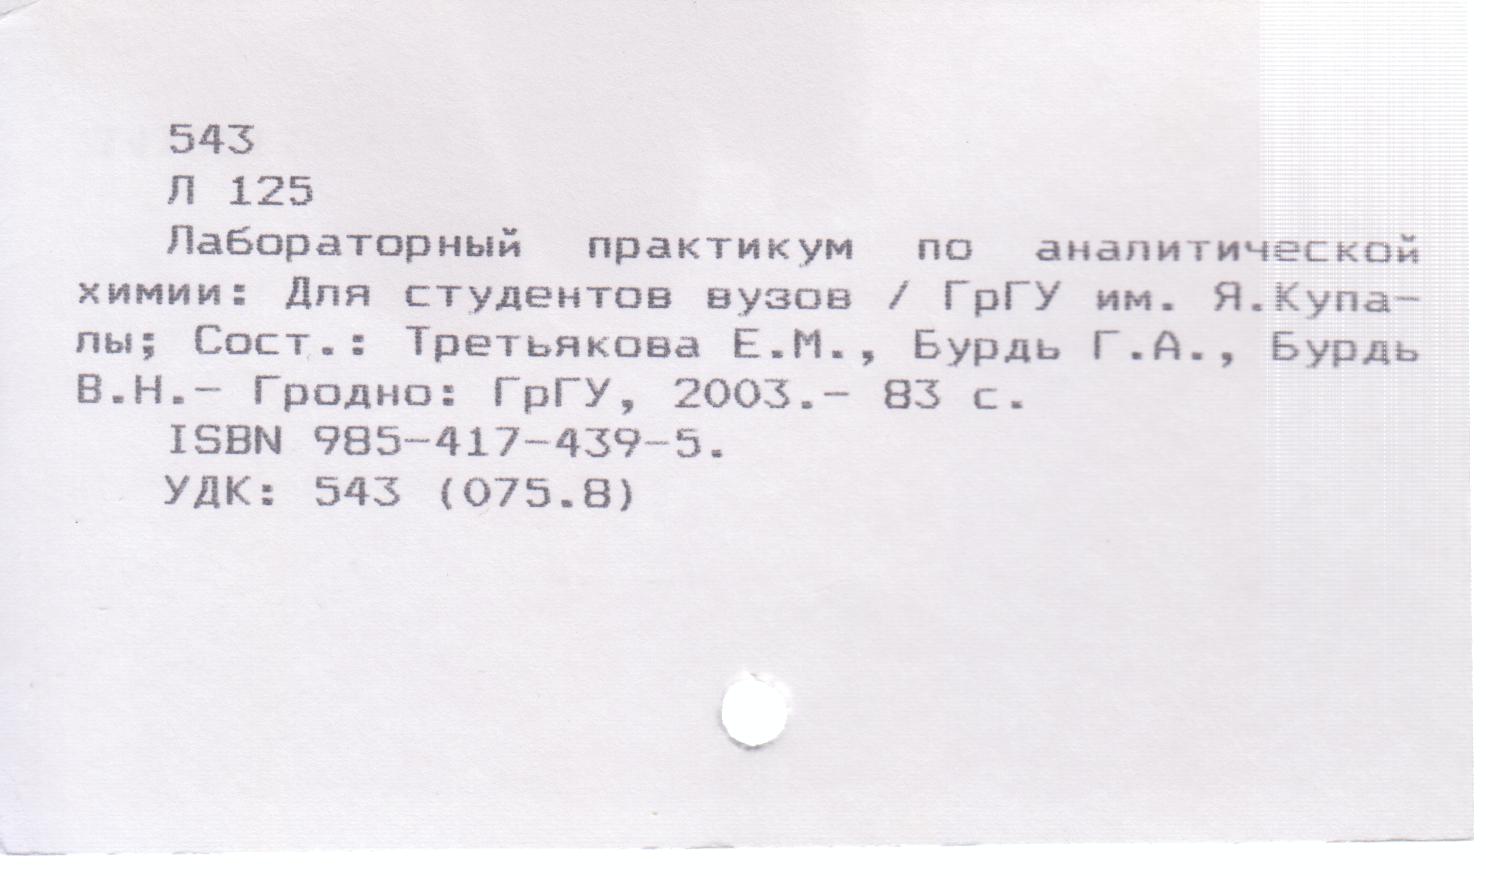 543
Л 125
Лабораторный практикум по аналитической
химии: Для студентов вузов / ГрГУ им. Я.Купа-
лы; Сост.: Третьякова Е.М., Бурдь Г.А., Бурдь
В.Н.- Гродно: ГрГУ, 2003.- 83 с.
ISBN 985-417-439-5.
УДК: 543 (075.8)